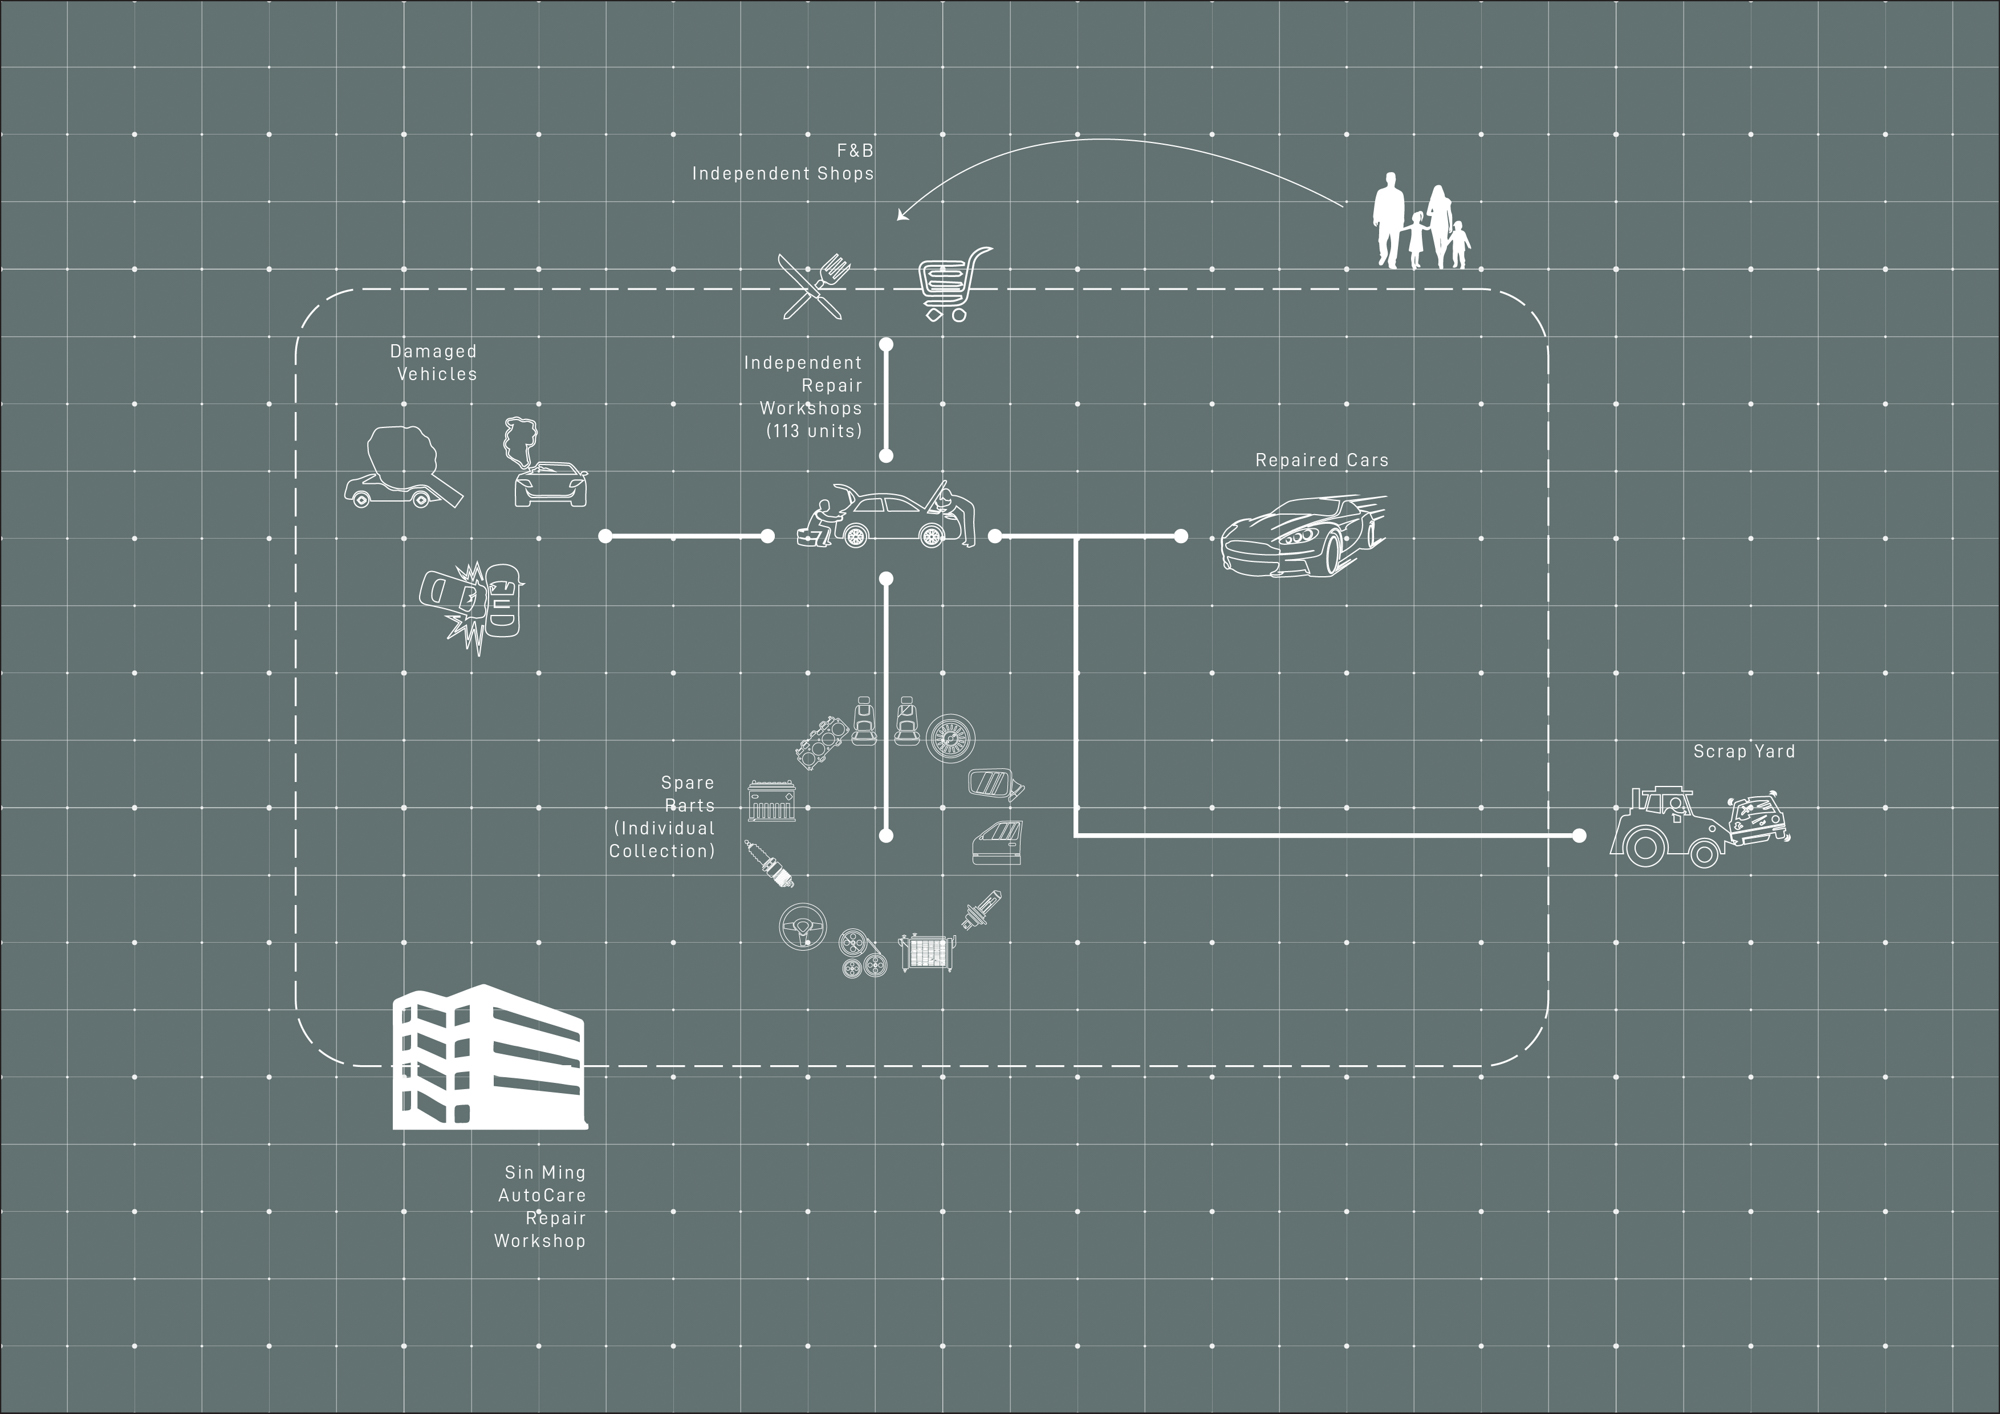 F&B
Independent Shops
Damaged
Vehicles
Independent
Repair
Workshops
(113 units)
Repaired Cars
Scrap Yard
Spare
Parts
(Individual
Collection)
Sin Ming
AutoCare
Repair
Workshop